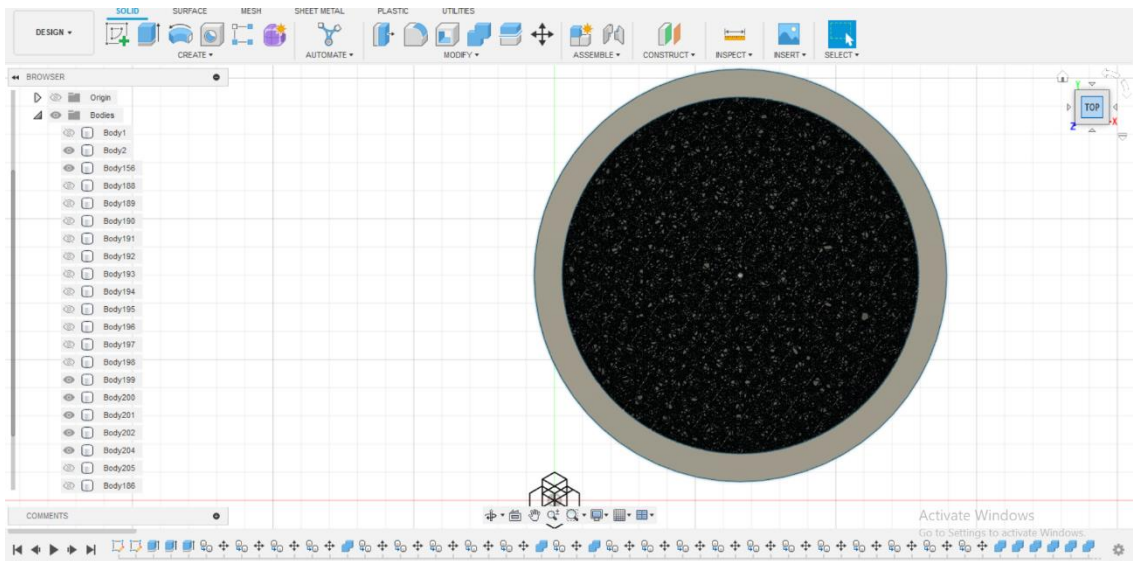 SOLID SURFACE MESH SHEET METAL PLASTIC UTILITIES
DESIGN
CREATE AUTOMATE MODIFY ASSEMBLE CONSTRUCT INSPECT INSERT SELECT
BROWSER
Origin
Bodies
Body1
Body2
Body156
Body188
Body189
Body190
Body191
Body192
Body193
Body194
Body195
Body196
Body197
Body198
Body199
Body200
Body201
Body202
Body204
Body205
Body186
Y
TOP
X
Z
COMMENTS
Activate Windows
Go to Settings to activate Windows.